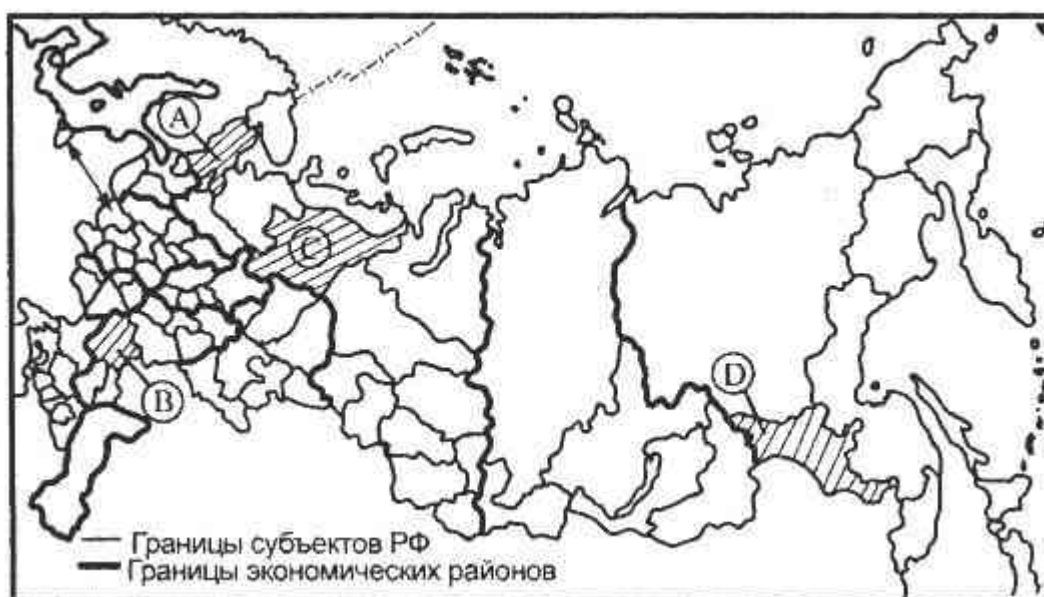 A
C
B
D
Границы субъектов РФ
Границы экономических районов